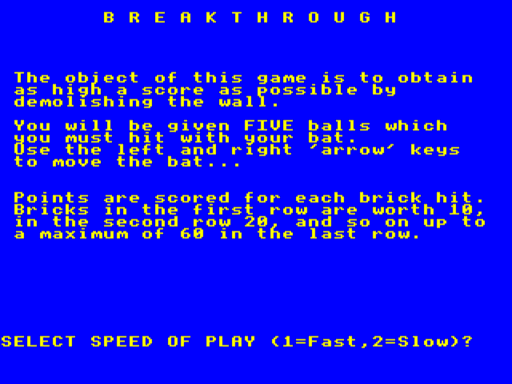 B R E A K T H R O U G H
The object of this game is to obtain
as high a score as possible by
demolishing the wall.
You will be given FIVE balls which
you must hit with your bat.
Use the left and right 'arrow' keys
to move the bat...
Points are scored for each brick hit.
Bricks in the first row are worth 10,
in the second row 20, and so on up to
a maximum of 60 in the last row.
SELECT SPEED OF PLAY (1=Fast,2=Slow)?